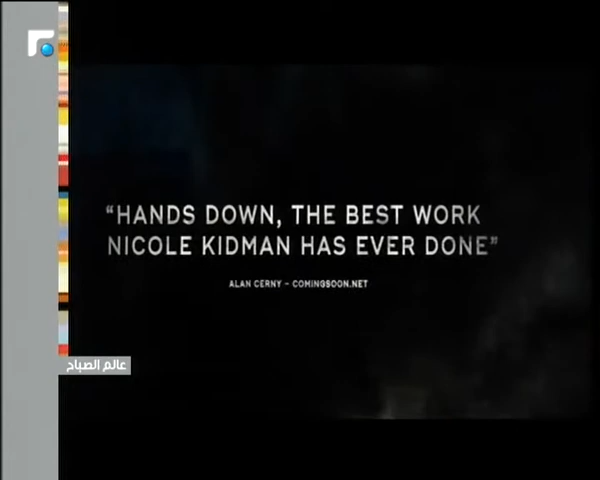 “HANDS DOWN, THE BEST WORK
NICOLE KIDMAN HAS EVER DONE”
ALAN CERNY – COMINGSOON.NET
عالم الصباح